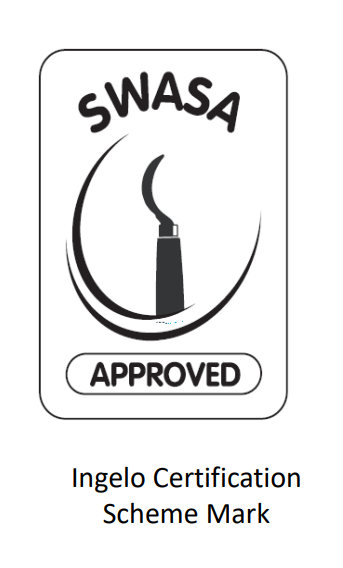 SWASA
APPROVED
Ingelo Certification
Scheme Mark